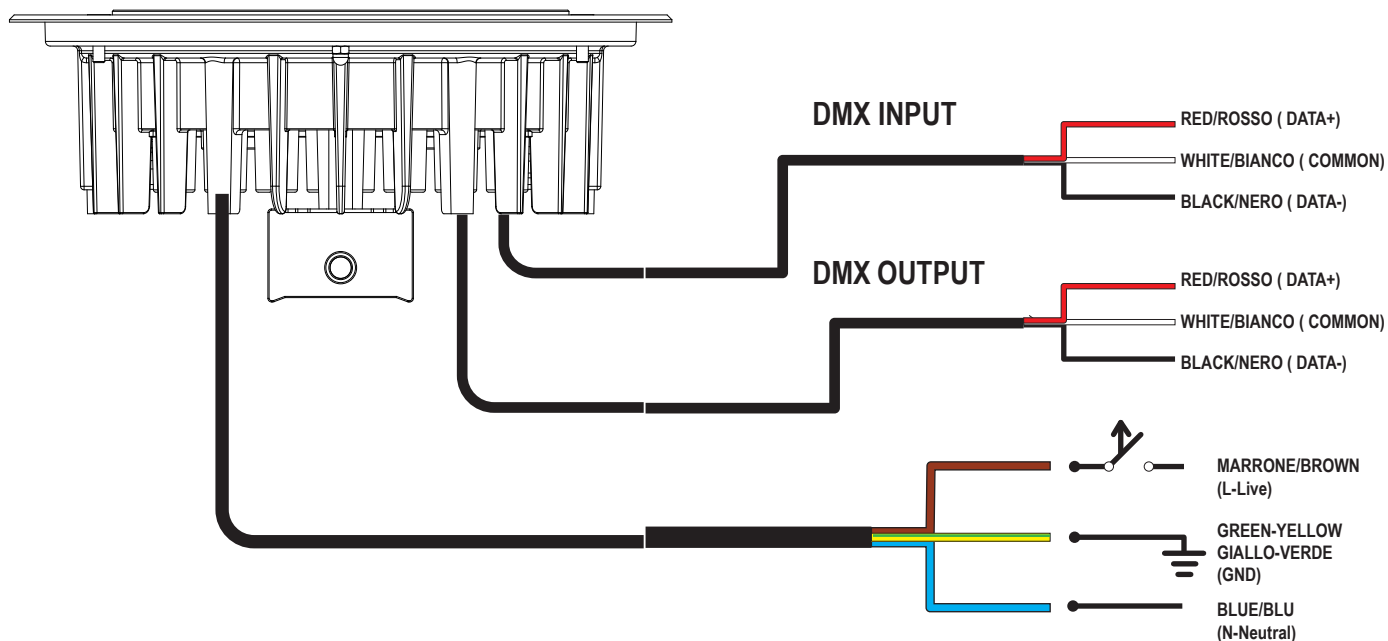 DMX INPUT
RED/ROSSO ( DATA+)
WHITE/BIANCO ( COMMON)
BLACK/NERO ( DATA-)
DMX OUTPUT
RED/ROSSO ( DATA+)
WHITE/BIANCO ( COMMON)
BLACK/NERO ( DATA-)
MARRONE/BROWN
(L-Live)
GREEN-YELLOW
GIALLO-VERDE
(GND)
BLUE/BLU
(N-Neutral)